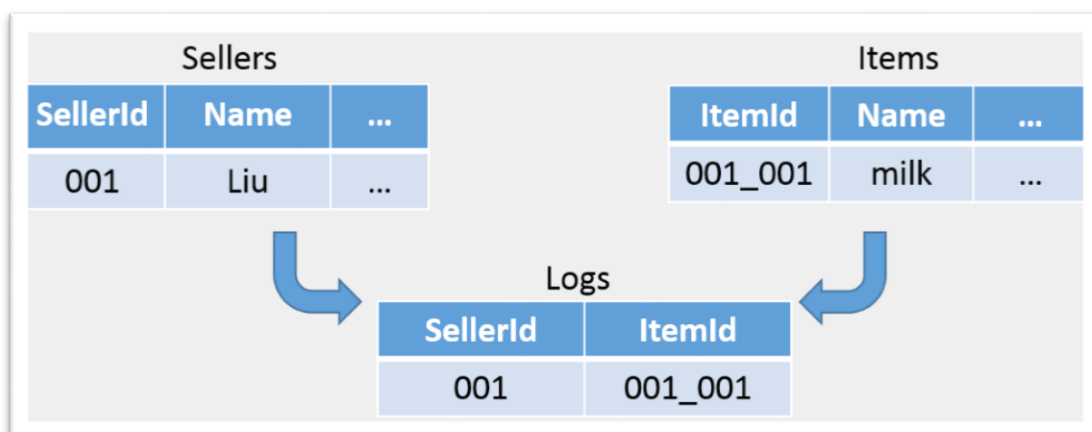 Sellers
SellerId Name ...
001 Liu ...
Items
ItemId Name ...
001_001 milk ...
Logs
SellerId ItemId
001 001_001